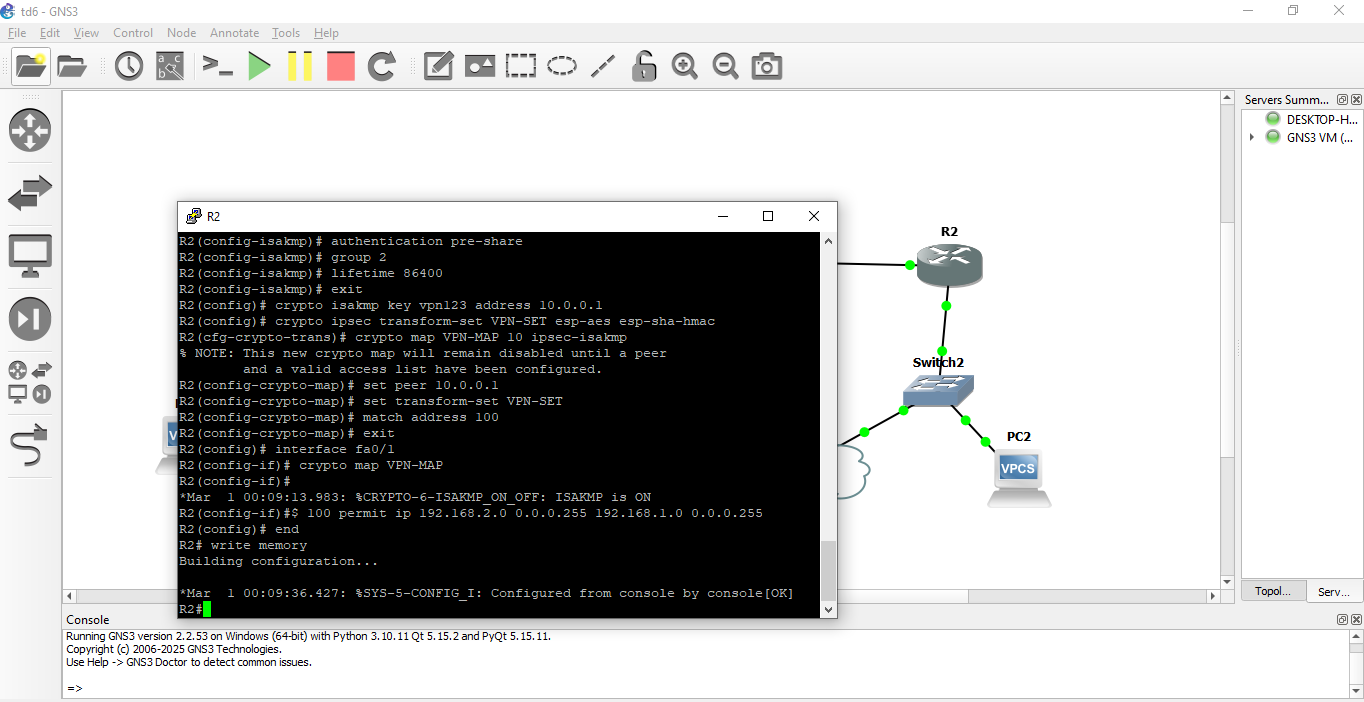 td6 - GNS3
File Edit View Control Node Annotate Tools Help
Servers Summ...
DESKTOP-H...
GNS3 VM (...
R2
R2
Switch2
PC2
VPCS
R2(config-isakmp)# authentication pre-share
R2(config-isakmp)# group 2
R2(config-isakmp)# lifetime 86400
R2(config-isakmp)# exit
R2(config)# crypto isakmp key vpn123 address 10.0.0.1
R2(config)# crypto ipsec transform-set VPN-SET esp-aes esp-sha-hmac
R2(cfg-crypto-trans)# crypto map VPN-MAP 10 ipsec-isakmp
% NOTE: This new crypto map will remain disabled until a peer
and a valid access list have been configured.
R2(config-crypto-map)# set peer 10.0.0.1
R2(config-crypto-map)# set transform-set VPN-SET
R2(config-crypto-map)# match address 100
R2(config-crypto-map)# exit
R2(config)# interface fa0/1
R2(config-if)# crypto map VPN-MAP
R2(config-if)#
*Mar  1 00:09:13.983: %CRYPTO-6-ISAKMP_ON_OFF: ISAKMP is ON
R2(config-if)#$ 100 permit ip 192.168.2.0 0.0.0.255 192.168.1.0 0.0.0.255
R2(config)# end
R2# write memory
Building configuration...
*Mar  1 00:09:36.427: %SYS-5-CONFIG_I: Configured from console by console[OK]
R2#
Topol... Serv...
Console
Running GNS3 version 2.2.53 on Windows (64-bit) with Python 3.10.11 Qt 5.15.2 and PyQt 5.15.11.
Copyright (c) 2006-2025 GNS3 Technologies.
Use Help -> GNS3 Doctor to detect common issues.
=>